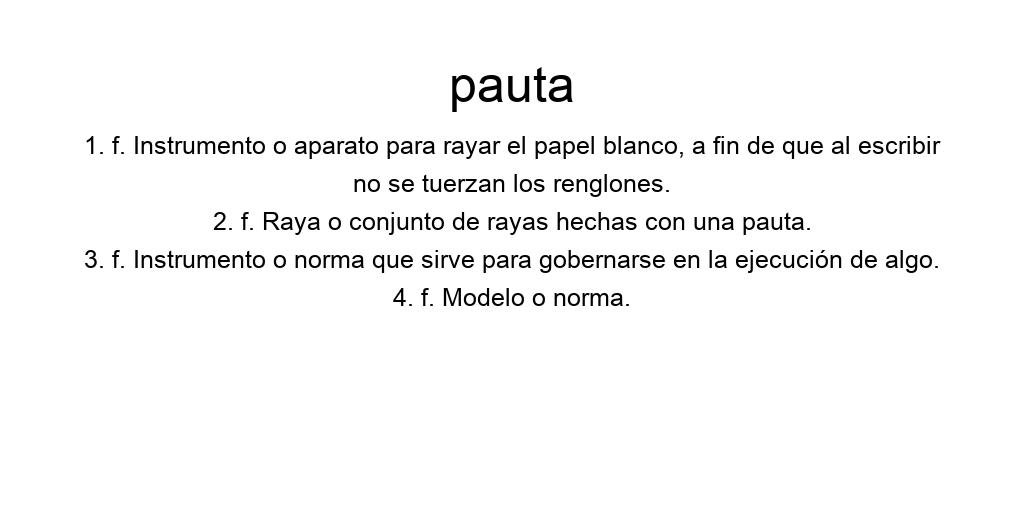 pauta
1. f. Instrumento o aparato para rayar el papel blanco, a fin de que al escribir
no se tuerzan los renglones.
2. f. Raya o conjunto de rayas hechas con una pauta.
3. f. Instrumento o norma que sirve para gobernarse en la ejecución de algo.
4. f. Modelo o norma.